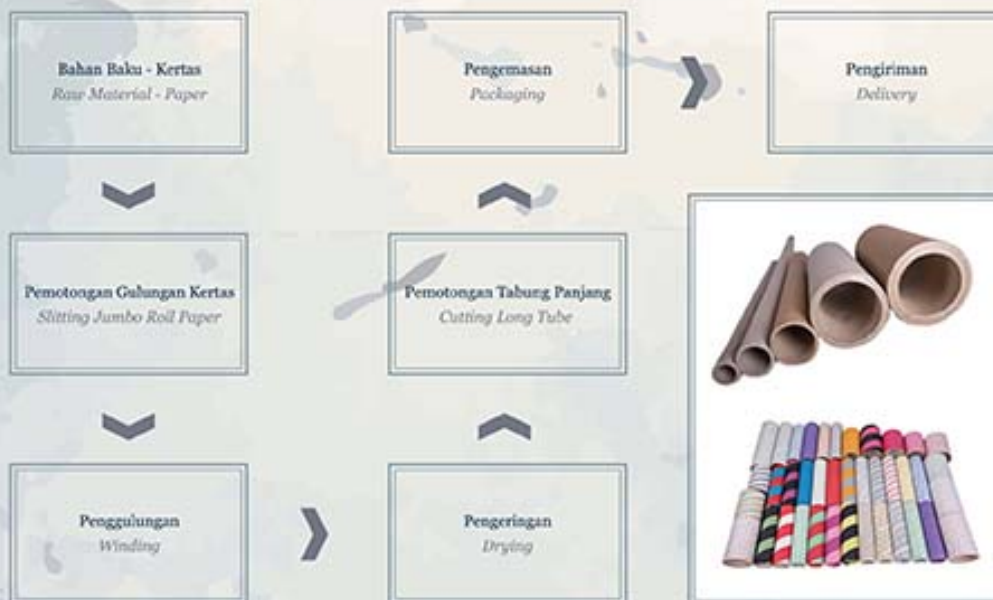 Bahan Baku - Kertas
Raw Material - Paper
Pemotongan Gulungan Kertas
Slitting Jumbo Roll Paper
Penggulungan
Winding
Pengeringan
Drying
Pemotongan Tabung Panjang
Cutting Long Tube
Pengemasan
Packaging
Pengiriman
Delivery